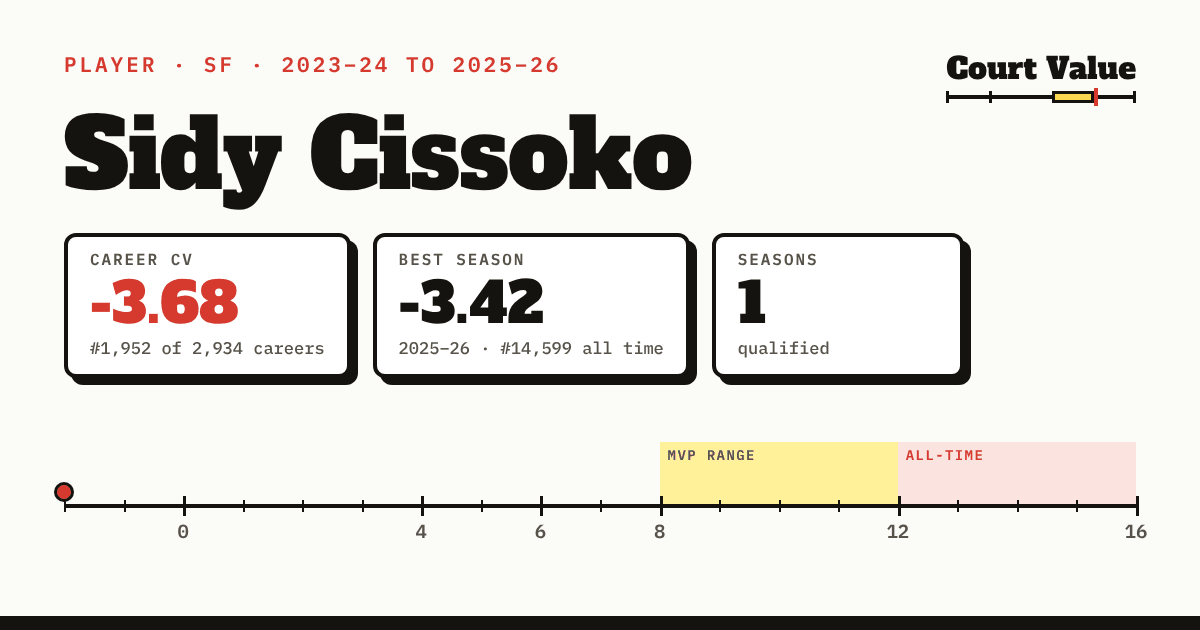 PLAYER · SF · 2023–24 TO 2025–26
Court Value
Sidy Cissoko
CAREER CV
-3.68
#1,952 of 2,934 careers
BEST SEASON
-3.42
2025–26 · #14,599 all time
SEASONS
1
qualified
MVP RANGE
ALL-TIME
0 4 6 8 12 16